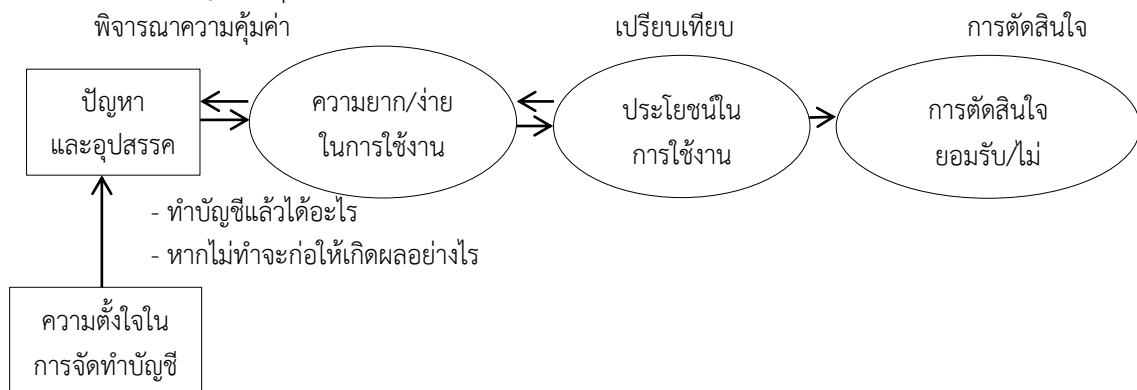 พิจารณาความคุ้มค่า เปรียบเทียบ การตัดสินใจ
ปัญหา
และอุปสรรค
ความยาก/ง่าย
ในการใช้งาน
ประโยชน์ใน
การใช้งาน
การตัดสินใจ
ยอมรับ/ไม่
- ทำบัญชีแล้วได้อะไร
- หากไม่ทำจะก่อให้เกิดผลอย่างไร
ความตั้งใจใน
การจัดทำบัญชี